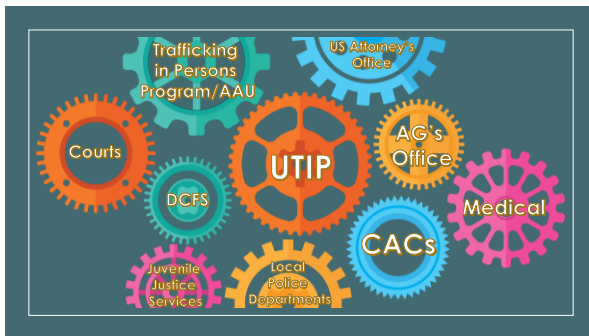 Trafficking
in Persons
Program/AAU
US Attorney's
Office
Courts
UTIP
AG's
Office
DCFS
Medical
CACs
Juvenile
Justice
Services
Local
Police
Departments